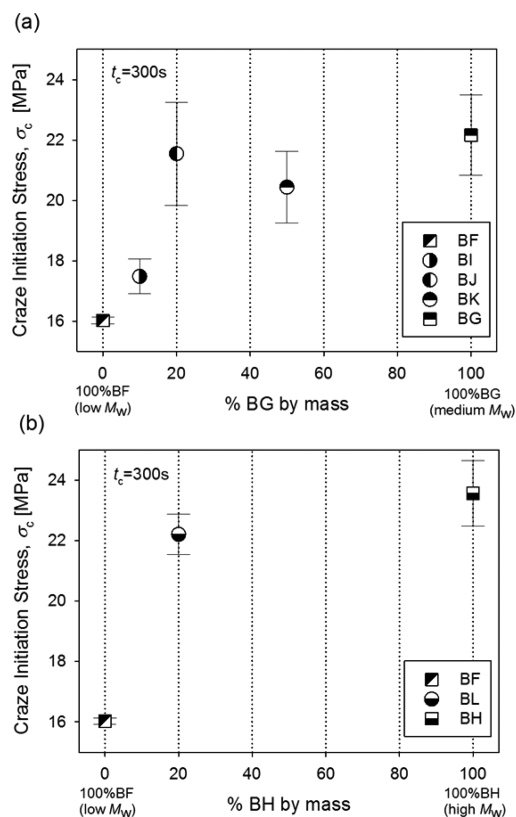 (a)
t_c=300s
24
22
20
18
16
Craze Initiation Stress, σ_c [MPa]
BF
BI
BJ
BK
BG
0 20 40 60 80 100
100%BF
(low M_W)
% BG by mass
100%BG
(medium M_W)
(b)
t_c=300s
24
22
20
18
16
Craze Initiation Stress, σ_c [MPa]
BF
BL
BH
0 20 40 60 80 100
100%BF
(low M_W)
% BH by mass
100%BH
(high M_W)